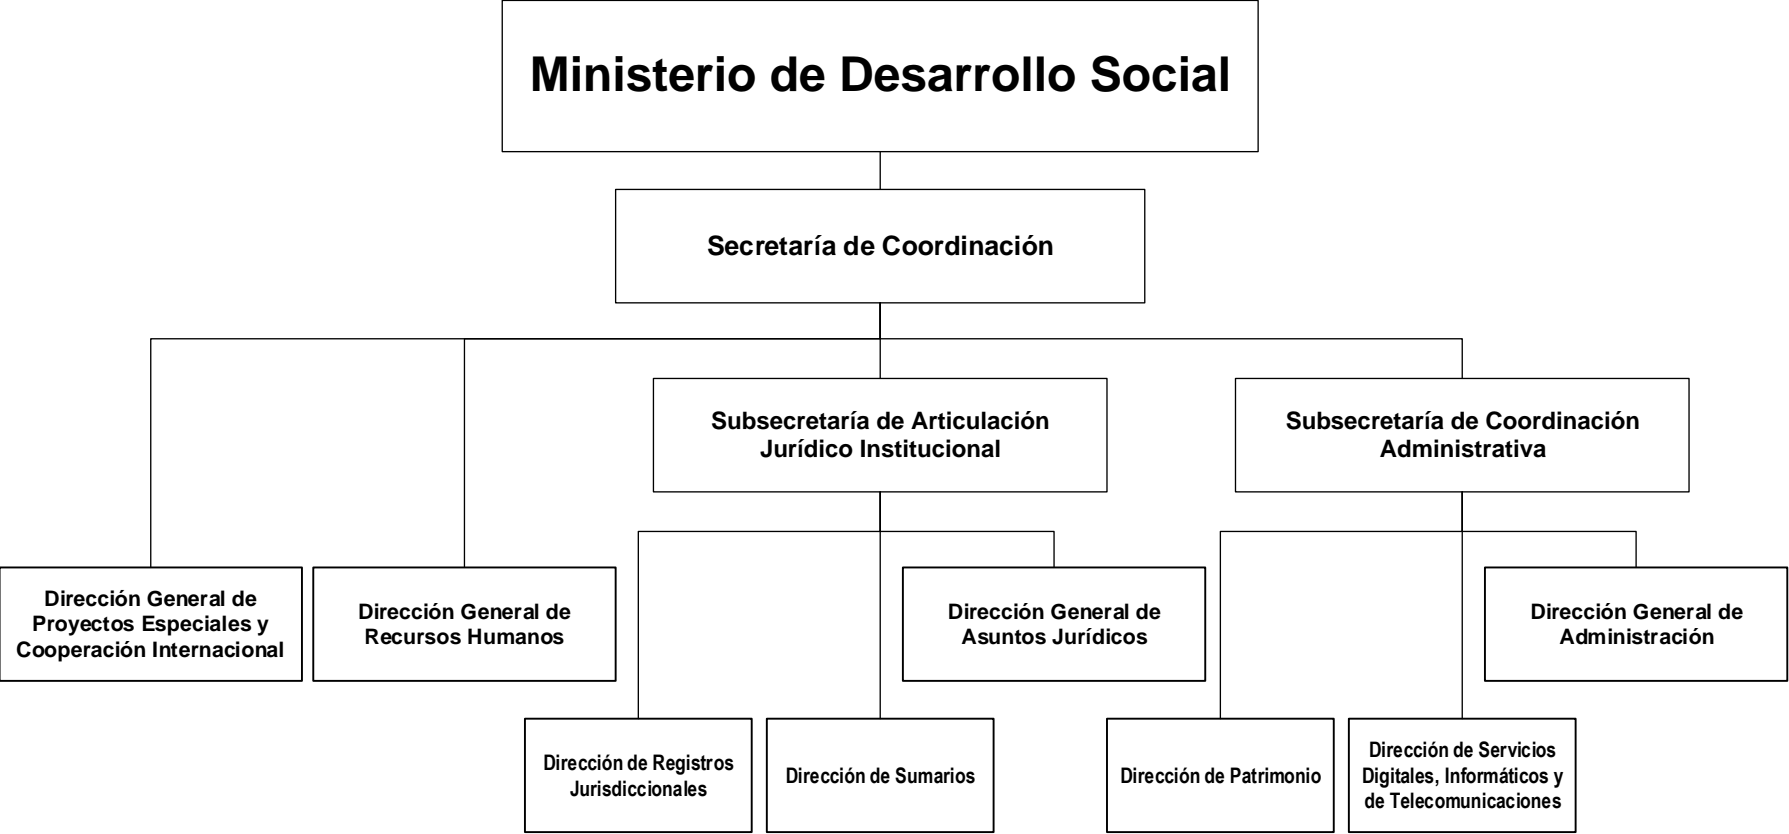 Ministerio de Desarrollo Social
Secretaría de Coordinación
Subsecretaría de Articulación
Jurídico Institucional
Subsecretaría de Coordinación
Administrativa
Dirección General de
Proyectos Especiales y
Cooperación Internacional
Dirección General de
Recursos Humanos
Dirección General de
Asuntos Jurídicos
Dirección General de
Administración
Dirección de Registros
Jurisdiccionales
Dirección de Sumarios
Dirección de Patrimonio
Dirección de Servicios
Digitales, Informáticos y
de Telecomunicaciones